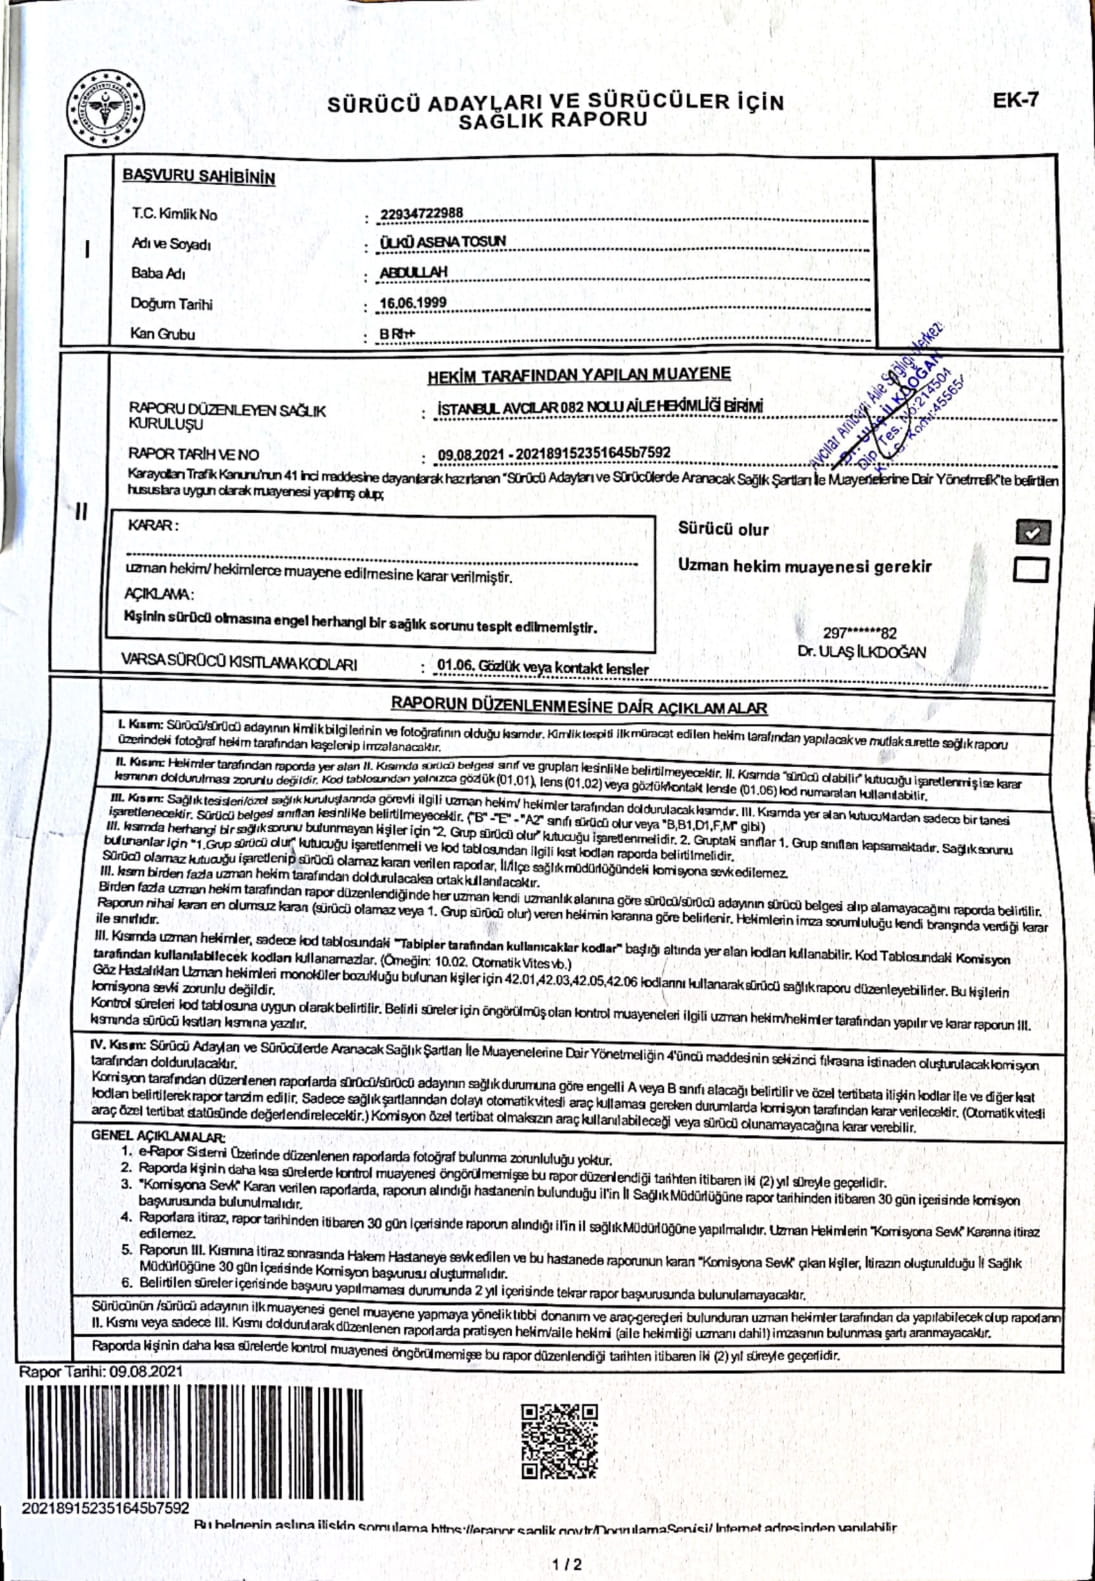 SÜRÜCÜ ADAYLARI VE SÜRÜCÜLER İÇİN
SAĞLIK RAPORU
EK-7
BAŞVURU SAHİBİNİN
I
T.C. Kimlik No : 22934722988
Adı ve Soyadı : ÜLKÜ ASENA TOSUN
Baba Adı : ABDULLAH
Doğum Tarihi : 16.06.1999
Kan Grubu : B Rh+
HEKİM TARAFINDAN YAPILAN MUAYENE
Avcılar Ambarlı Aile Sağlığı Merkezi
Dr. ULAŞ İLKDOĞAN
Dip. Tes. No:214504
II
RAPORU DÜZENLEYEN SAĞLIK : İSTANBUL AVCILAR 082 NOLU AİLE HEKİMLİĞİ BİRİMİ
KURULUŞU
RAPOR TARİH VE NO : 09.08.2021 - 202189152351645b7592
Karayolları Trafik Kanunu'nun 41 inci maddesine dayanılarak hazırlanan "Sürücü Adayları ve Sürücülerde Aranacak Sağlık Şartları İle Muayenelerine Dair Yönetmelik"te belirtilen
hususlara uygun olarak muayenesi yapılmış olup;
KARAR :
uzman hekim/ hekimlerce muayene edilmesine karar verilmiştir.
AÇIKLAMA :
Kişinin sürücü olmasına engel herhangi bir sağlık sorunu tespit edilmemiştir.
Sürücü olur
Uzman hekim muayenesi gerekir
297******82
Dr. ULAŞ İLKDOĞAN
VARSA SÜRÜCÜ KISITLAMA KODLARI : 01.06. Gözlük veya kontakt lensler
RAPORUN DÜZENLENMESİNE DAİR AÇIKLAMALAR
I. Kısım: Sürücü/sürücü adayının kimlik bilgilerinin ve fotoğrafının olduğu kısımdır. Kimlik tespiti ilk müracat edilen hekim tarafından yapılacak ve mutlak surette sağlık raporu
üzerindeki fotoğraf hekim tarafından kaşelenip imzalanacaktır.
II. Kısım: Hekimler tarafından raporda yer alan II. Kısımda sürücü belgesi sınıf ve grupları kesinlikle belirtilmeyecektir. II. Kısımda "sürücü olabilir" kutucuğu işaretlenmiş ise karar
kısmının doldurulması zorunlu değildir. Kod tablosundan yalnızca gözlük (01.01), lens (01.02) veya gözlük/kontakt lensle (01.06) kod numaraları kullanılabilir.
III. Kısım: Sağlık tesisleri/özel sağlık kuruluşlarında görevli ilgili uzman hekim/ hekimler tarafından doldurulacak kısımdır. III. Kısımda yer alan kutucuklardan sadece bir tanesi
işaretlenecektir. Sürücü belgesi sınıfları kesinlikle belirtilmeyecektir. ("B" -"E" - "A2" sınıfı sürücü olur veya "B,B1,D1,F,M" gibi)
III. kısımda herhangi bir sağlık sorunu bulunmayan kişiler için "2. Grup sürücü olur" kutucuğu işaretlenmelidir. 2. Gruptaki sınıflar 1. Grup sınıfları kapsamaktadır. Sağlık sorunu
bulunanlar için "1.Grup sürücü olur" kutucuğu işaretlenmeli ve kod tablosundan ilgili kısıt kodları raporda belirtilmelidir.
Sürücü olamaz kutucuğu işaretlenip sürücü olamaz kararı verilen raporlar, İl/İlçe sağlık müdürlüğündeki komisyona sevk edilemez.
III. kısım birden fazla uzman hekim tarafından doldurulacaksa ortak kullanılacaktır.
Birden fazla uzman hekim tarafından rapor düzenlendiğinde her uzman kendi uzmanlık alanına göre sürücü/sürücü adayının sürücü belgesi alıp alamayacağını raporda belirtilir.
Raporun nihai kararı en olumsuz kararı (sürücü olamaz veya 1. Grup sürücü olur) veren hekimin kararına göre belirlenir. Hekimlerin imza sorumluluğu kendi branşında verdiği karar
ile sınırlıdır.
III. Kısımda uzman hekimler, sadece kod tablosundaki "Tabipler tarafından kullanıcaklar kodlar" başlığı altında yer alan kodları kullanabilir. Kod Tablosundaki Komisyon
tarafından kullanılabilecek kodları kullanamazlar. (Örneğin: 10.02. Otomatik Vites vb.)
Göz Hastalıkları Uzman hekimleri monoküler bozukluğu bulunan kişiler için 42.01,42.03,42.05,42.06 kodlarını kullanarak sürücü sağlık raporu düzenleyebilirler. Bu kişilerin
komisyona sevki zorunlu değildir.
Kontrol süreleri kod tablosuna uygun olarak belirtilir. Belirli süreler için öngörülmüş olan kontrol muayeneleri ilgili uzman hekim/hekimler tarafından yapılır ve karar raporun III.
kısmında sürücü kısıtları kısmına yazılır.
IV. Kısım: Sürücü Adayları ve Sürücülerde Aranacak Sağlık Şartları İle Muayenelerine Dair Yönetmeliğin 4'üncü maddesinin sekizinci fıkrasına istinaden oluşturulacak komisyon
tarafından doldurulacaktır.
Komisyon tarafından düzenlenen raporlarda sürücü/sürücü adayının sağlık durumuna göre engelli A veya B sınıfı alacağı belirtilir ve özel tertibata ilişkin kodlar ile ve diğer kısıt
kodları belirtilerek rapor tanzim edilir. Sadece sağlık şartlarından dolayı otomatik vitesli araç kullaması gereken durumlarda komisyon tarafından karar verilecektir. (Otomatik vitesli
araç özel tertibat statüsünde değerlendirelecektir.) Komisyon özel tertibat olmaksızın araç kullanılabileceği veya sürücü olunamayacağına karar verebilir.
GENEL AÇIKLAMALAR:
1. e-Rapor Sistemi Üzerinde düzenlenen raporlarda fotoğraf bulunma zorunluluğu yoktur.
2. Raporda kişinin daha kısa sürelerde kontrol muayenesi öngörülmemişse bu rapor düzenlendiği tarihten itibaren iki (2) yıl süreyle geçerlidir.
3. "Komisyona Sevk" Kararı verilen raporlarda, raporun alındığı hastanenin bulunduğu il'in İl Sağlık Müdürlüğüne rapor tarihinden itibaren 30 gün içerisinde komisyon
başvurusunda bulunulmalıdır.
4. Raporlara itiraz, rapor tarihinden itibaren 30 gün içerisinde raporun alındığı il'in il sağlık Müdürlüğüne yapılmalıdır. Uzman Hekimlerin "Komisyona Sevk" Kararına itiraz
edilemez.
5. Raporun III. Kısmına itiraz sonrasında Hakem Hastaneye sevk edilen ve bu hastanede raporunun kararı "Komisyona Sevk" çıkan kişiler, itirazın oluşturulduğu İl Sağlık
Müdürlüğüne 30 gün içerisinde Komisyon başvurusu oluşturmalıdır.
6. Belirtilen süreler içerisinde başvuru yapılmaması durumunda 2 yıl içerisinde tekrar rapor başvurusunda bulunulamayacaktır.
Sürücünün /sürücü adayının ilk muayenesi genel muayene yapmaya yönelik tıbbi donanım ve araç-gereçleri bulunduran uzman hekimler tarafından da yapılabilecek olup raporların
II. Kısmı veya sadece III. Kısmı doldurularak düzenlenen raporlarda pratisyen hekim/aile hekimi (aile hekimliği uzmanı dahil) imzasının bulunması şartı aranmayacaktır.
Raporda kişinin daha kısa sürelerde kontrol muayenesi öngörülmemişse bu rapor düzenlendiği tarihten itibaren iki (2) yıl süreyle geçerlidir.
Rapor Tarihi: 09.08.2021
202189152351645b7592
Bu belgenin aslına ilişkin sorgulama https://erapor.saglik.gov.tr/DogrulamaServisi/ İnternet adresinden yapılabilir
1 / 2